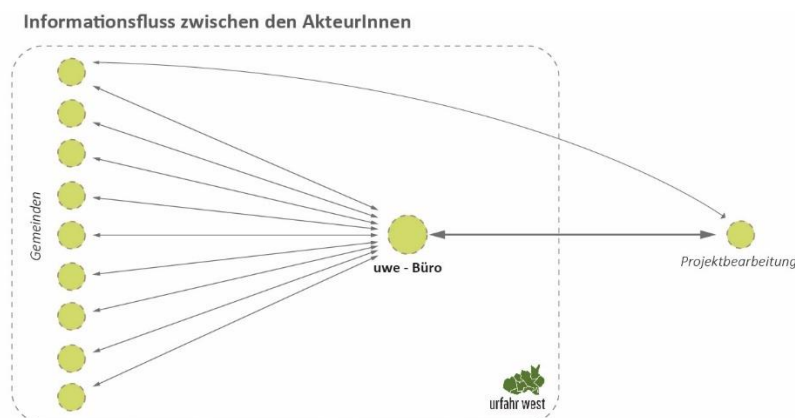 Informationsfluss zwischen den AkteurInnen
Gemeinden
uwe - Büro
Projektbearbeitung
urfahr west